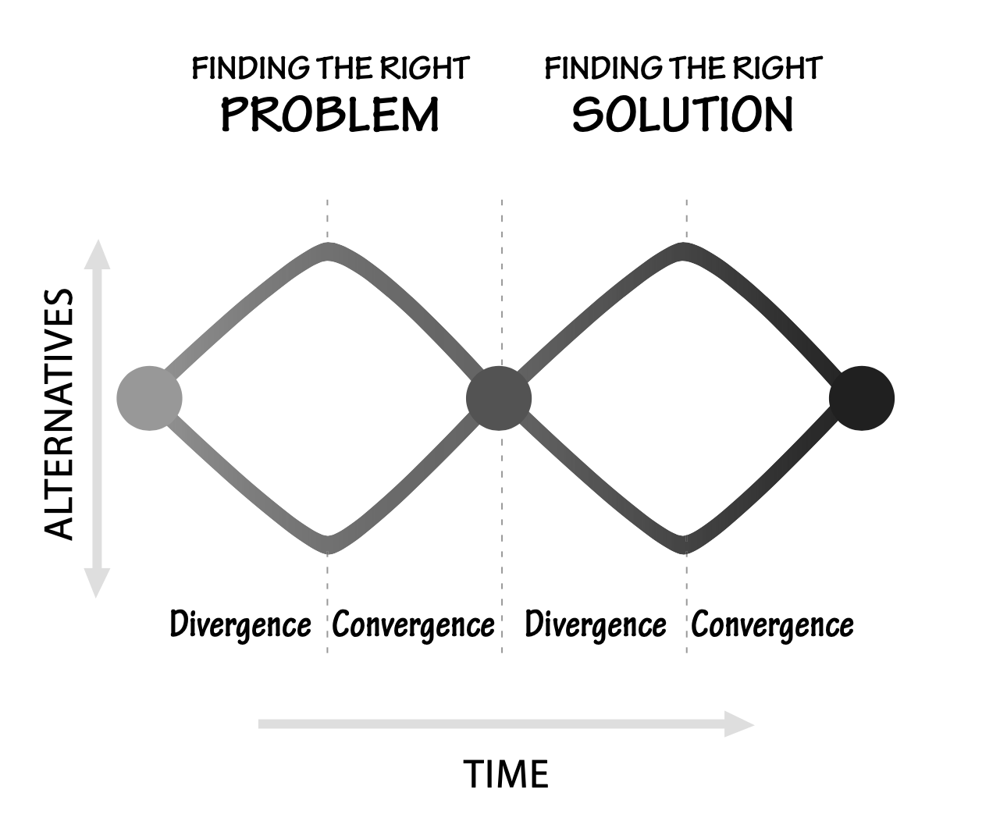 FINDING THE RIGHT
PROBLEM
FINDING THE RIGHT
SOLUTION
ALTERNATIVES
Divergence
Convergence
Divergence
Convergence
TIME